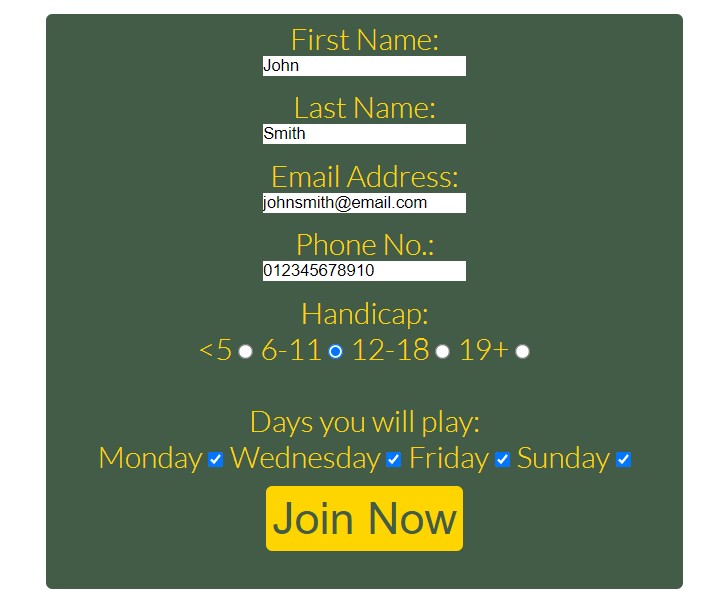 First Name:
John
Last Name:
Smith
Email Address:
johnsmith@email.com
Phone No.:
012345678910
Handicap:
<5 6-11 12-18 19+
Days you will play:
Monday Wednesday Friday Sunday
Join Now